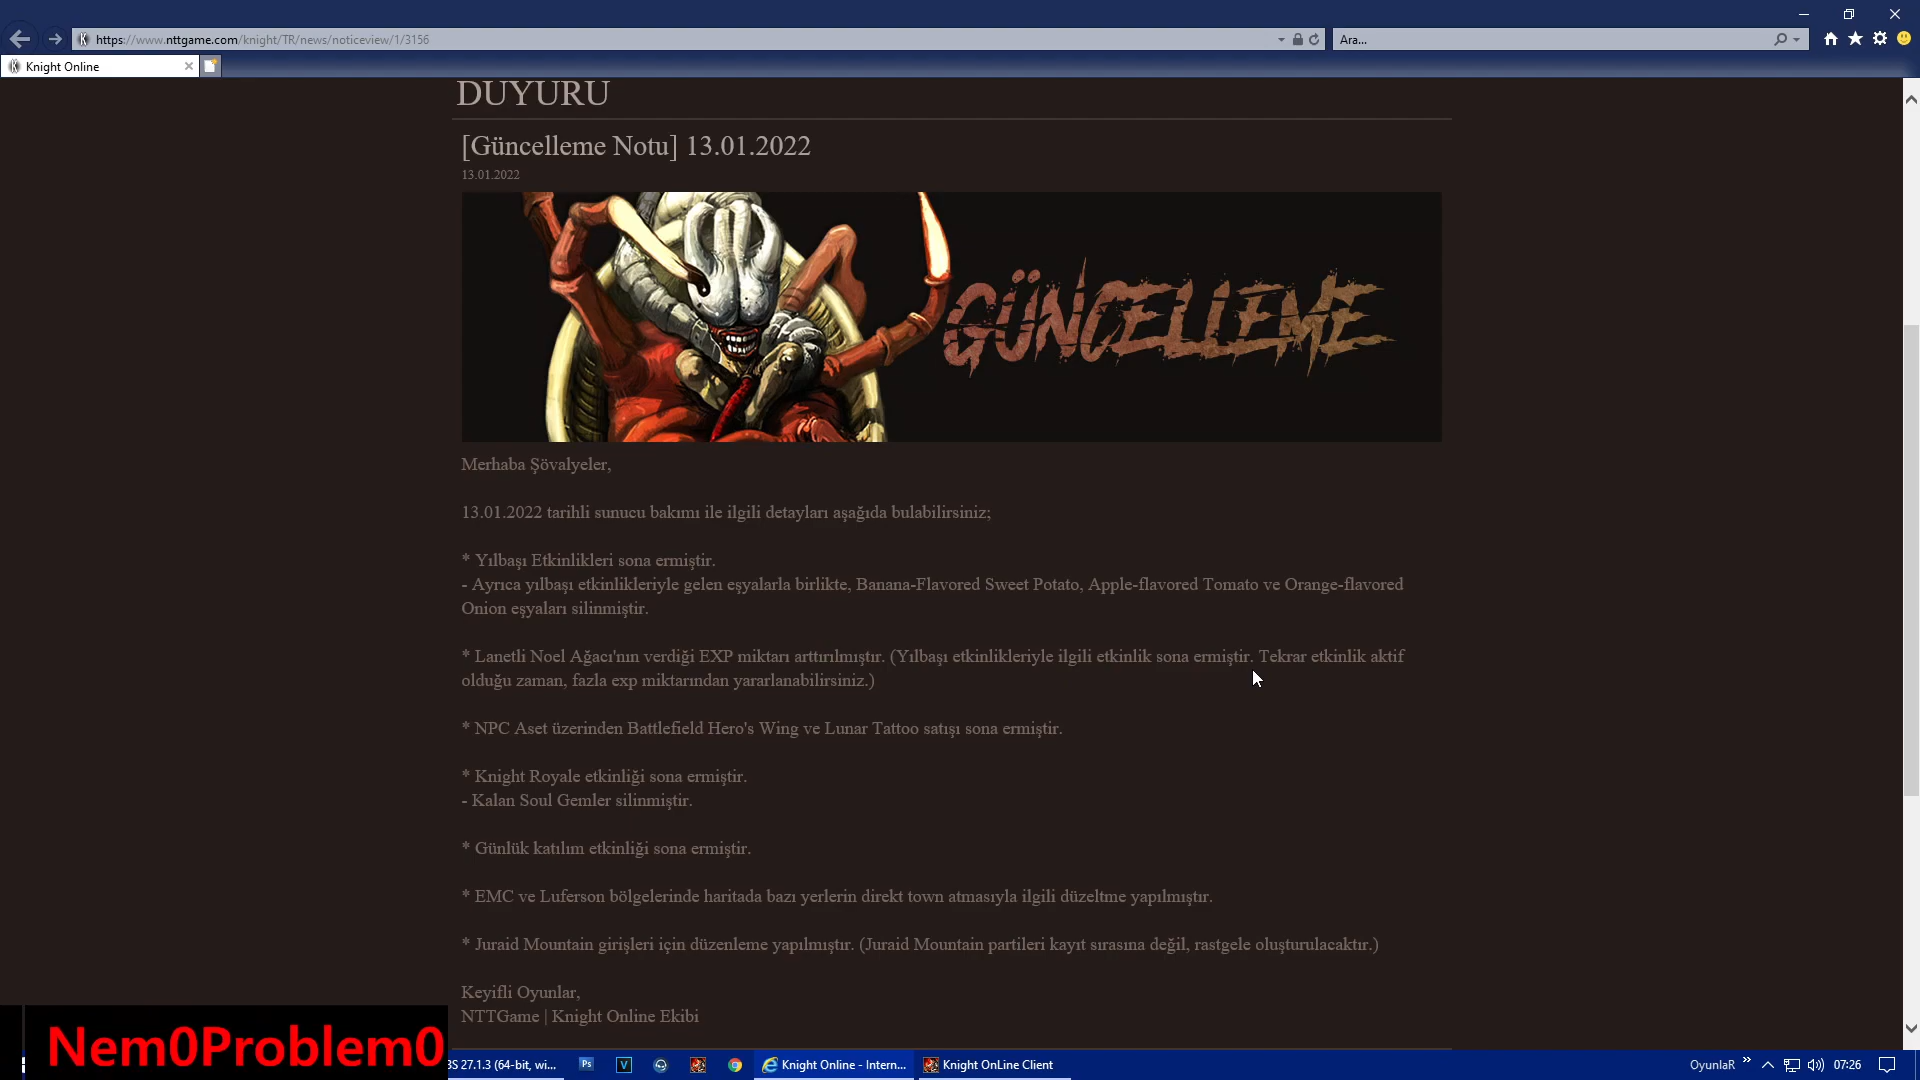 https://www.nttgame.com/knight/TR/news/noticeview/1/3156
Ara...
Knight Online
DUYURU
[Güncelleme Notu] 13.01.2022
13.01.2022
GÜNCELLEME
Merhaba Şövalyeler,
13.01.2022 tarihli sunucu bakımı ile ilgili detayları aşağıda bulabilirsiniz;
* Yılbaşı Etkinlikleri sona ermiştir.
- Ayrıca yılbaşı etkinlikleriyle gelen eşyalarla birlikte, Banana-Flavored Sweet Potato, Apple-flavored Tomato ve Orange-flavored
Onion eşyaları silinmiştir.
* Lanetli Noel Ağacı'nın verdiği EXP miktarı arttırılmıştır. (Yılbaşı etkinlikleriyle ilgili etkinlik sona ermiştir. Tekrar etkinlik aktif
olduğu zaman, fazla exp miktarından yararlanabilirsiniz.)
* NPC Aset üzerinden Battlefield Hero's Wing ve Lunar Tattoo satışı sona ermiştir.
* Knight Royale etkinliği sona ermiştir.
- Kalan Soul Gemler silinmiştir.
* Günlük katılım etkinliği sona ermiştir.
* EMC ve Luferson bölgelerinde haritada bazı yerlerin direkt town atmasıyla ilgili düzeltme yapılmıştır.
* Juraid Mountain girişleri için düzenleme yapılmıştır. (Juraid Mountain partileri kayıt sırasına değil, rastgele oluşturulacaktır.)
Keyifli Oyunlar,
NTTGame | Knight Online Ekibi
Nem0Problem0
BS 27.1.3 (64-bit, wi...
Ps
V
Knight Online - Intern...
Knight OnLine Client
OyunlaR
07:26